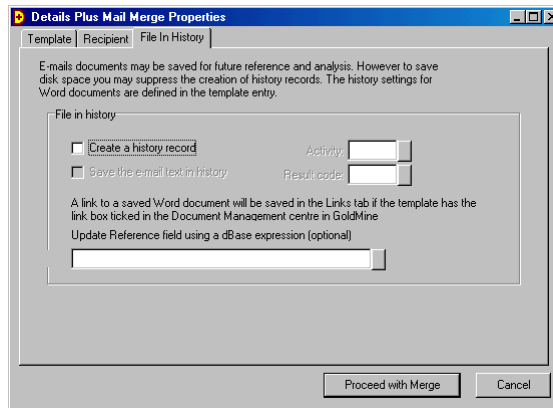 Details Plus Mail Merge Properties
Template Recipient File In History
E-mails documents may be saved for future reference and analysis. However to save
disk space you may suppress the creation of history records. The history settings for
Word documents are defined in the template entry.
File in history
Create a history record
Activity:
Save the e-mail text in history
Result code:
A link to a saved Word document will be saved in the Links tab if the template has the
link box ticked in the Document Management centre in GoldMine
Update Reference field using a dBase expression (optional)
Proceed with Merge Cancel